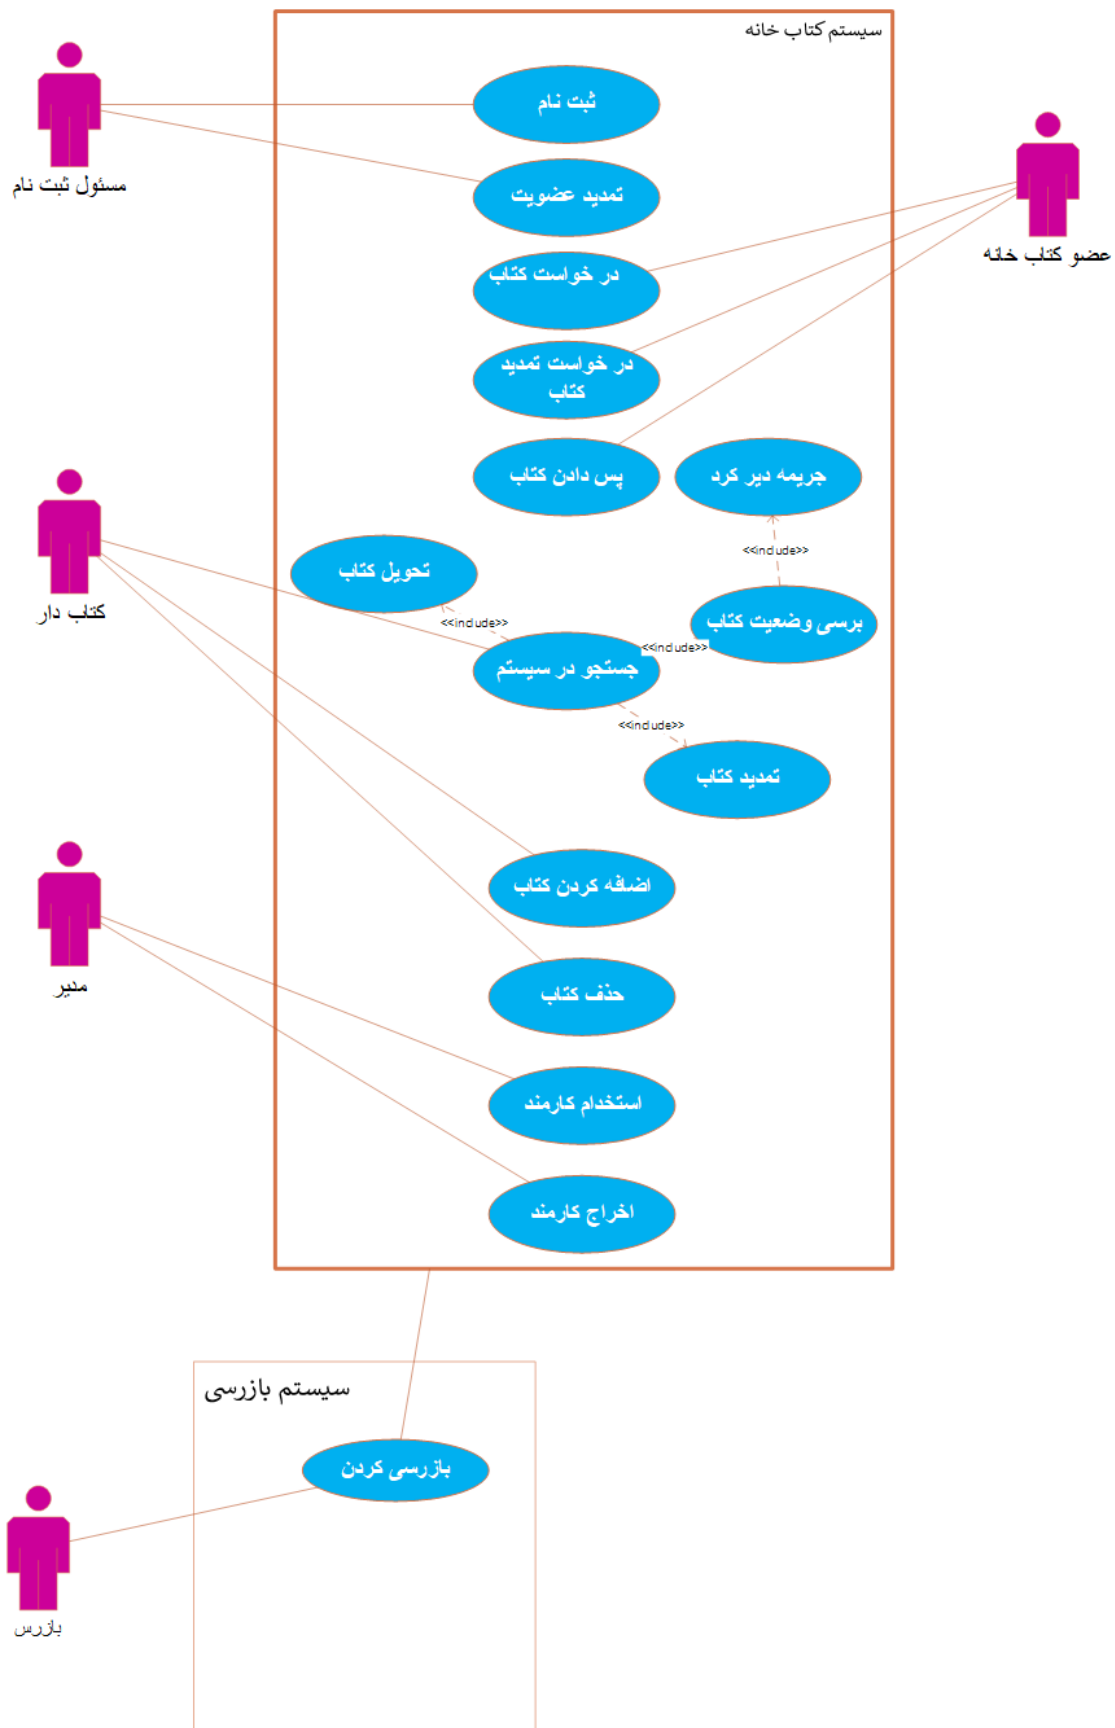 سیستم کتاب خانه
ثبت نام
مسئول ثبت نام
تمدید عضویت
عضو کتاب خانه
در خواست کتاب
در خواست تمدید
کتاب
پس دادن کتاب
جریمه دیر کرد
<<include>>
تحویل کتاب
کتاب دار
<<include>>
برسی وضعیت کتاب
<<include>>
جستجو در سیستم
<<include>>
تمدید کتاب
اضافه کردن کتاب
حذف کتاب
مدیر
استخدام کارمند
اخراج کارمند
سیستم بازرسی
بازرسی کردن
بازرس